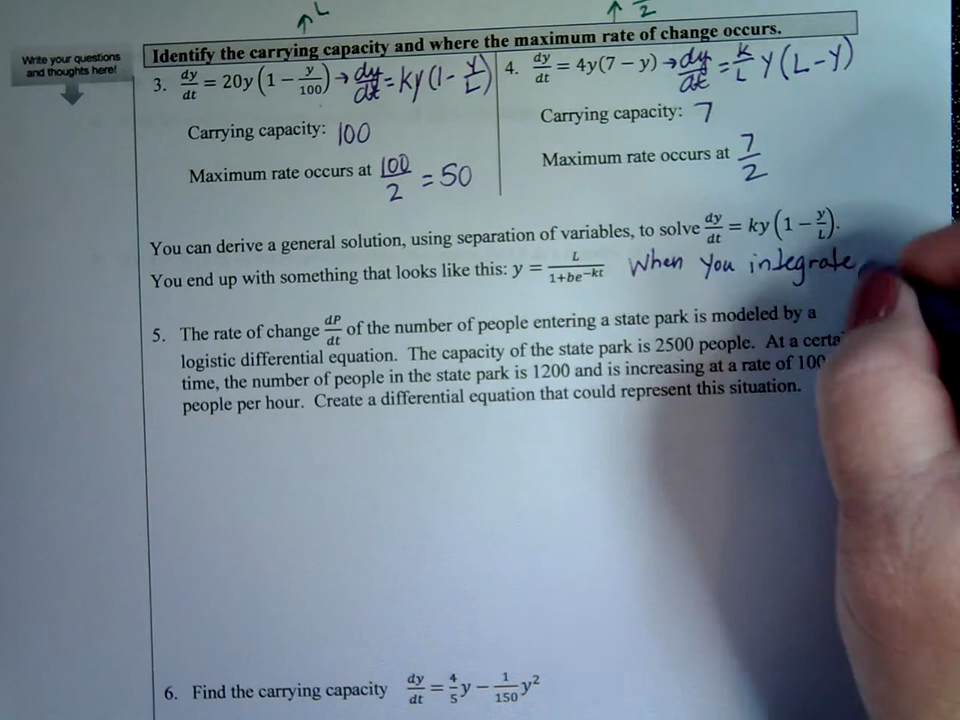 ↑ L ↑ 2
Write your questions
and thoughts here!
Identify the carrying capacity and where the maximum rate of change occurs.
3. dy/dt = 20y(1 − y/100) → dy/dt = ky(1 − y/L)
Carrying capacity: 100
Maximum rate occurs at 100/2 = 50
4. dy/dt = 4y(7 − y) → dy/dt = k/L y(L − y)
Carrying capacity: 7
Maximum rate occurs at 7/2
You can derive a general solution, using separation of variables, to solve dy/dt = ky(1 − y/L).
You end up with something that looks like this: y = L/(1+be^−kt) When you integrate
5. The rate of change dP/dt of the number of people entering a state park is modeled by a
logistic differential equation. The capacity of the state park is 2500 people. At a certa
time, the number of people in the state park is 1200 and is increasing at a rate of 100
people per hour. Create a differential equation that could represent this situation.
6. Find the carrying capacity dy/dt = 4/5 y − 1/150 y²